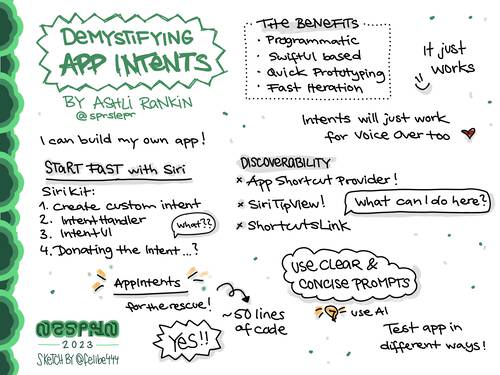 DEMYSTIFYING
APP INTENTS
BY ASHLI RANKIN
@sprslepr
I can build my own app!
START FAST with Siri
SiriKit:
1. Create custom intent
2. IntentHandler
3. IntentUI
what??
4. Donating the Intent...?
AppIntents
for the rescue!
~50 lines
of code
Yes!!
NSSPAIN
2023
SKETCH BY @felibe444
THE BENEFITS
· Programmatic
· SwiftUI based
· Quick Prototyping
· Fast Iteration
It just
works
Intents will just work
for Voice Over too
DISCOVERABILITY
* App Shortcut Provider!
* SiriTipView!
what can I do here?
* ShortcutsLink
USE CLEAR &
CONCISE PROMPTS
use AI
Test app in
different ways!